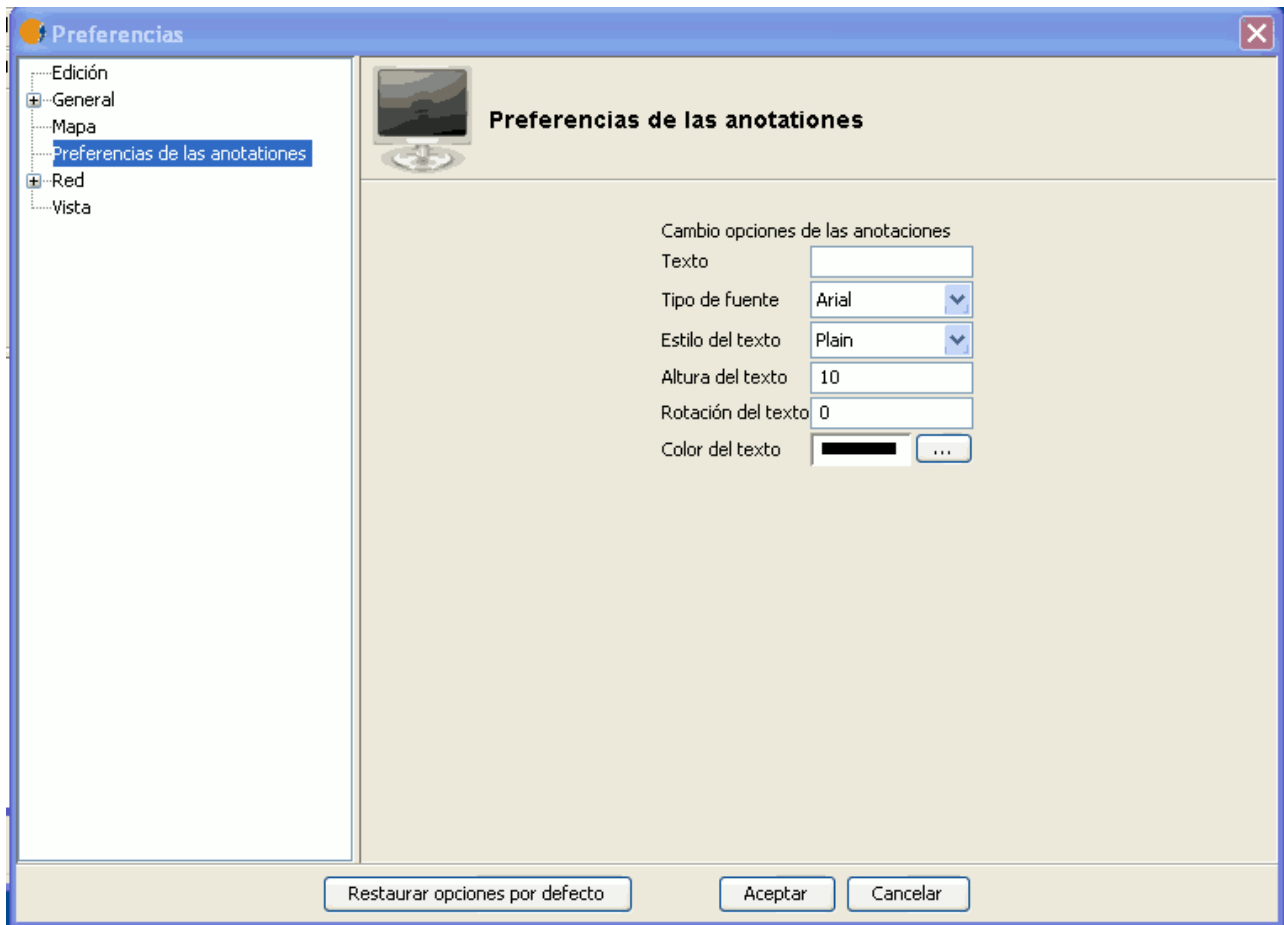 Preferencias
Edición
General
Mapa
Preferencias de las anotationes
Red
Vista
Preferencias de las anotationes
Cambio opciones de las anotaciones
Texto
Tipo de fuente Arial
Estilo del texto Plain
Altura del texto 10
Rotación del texto 0
Color del texto ...
Restaurar opciones por defecto Aceptar Cancelar